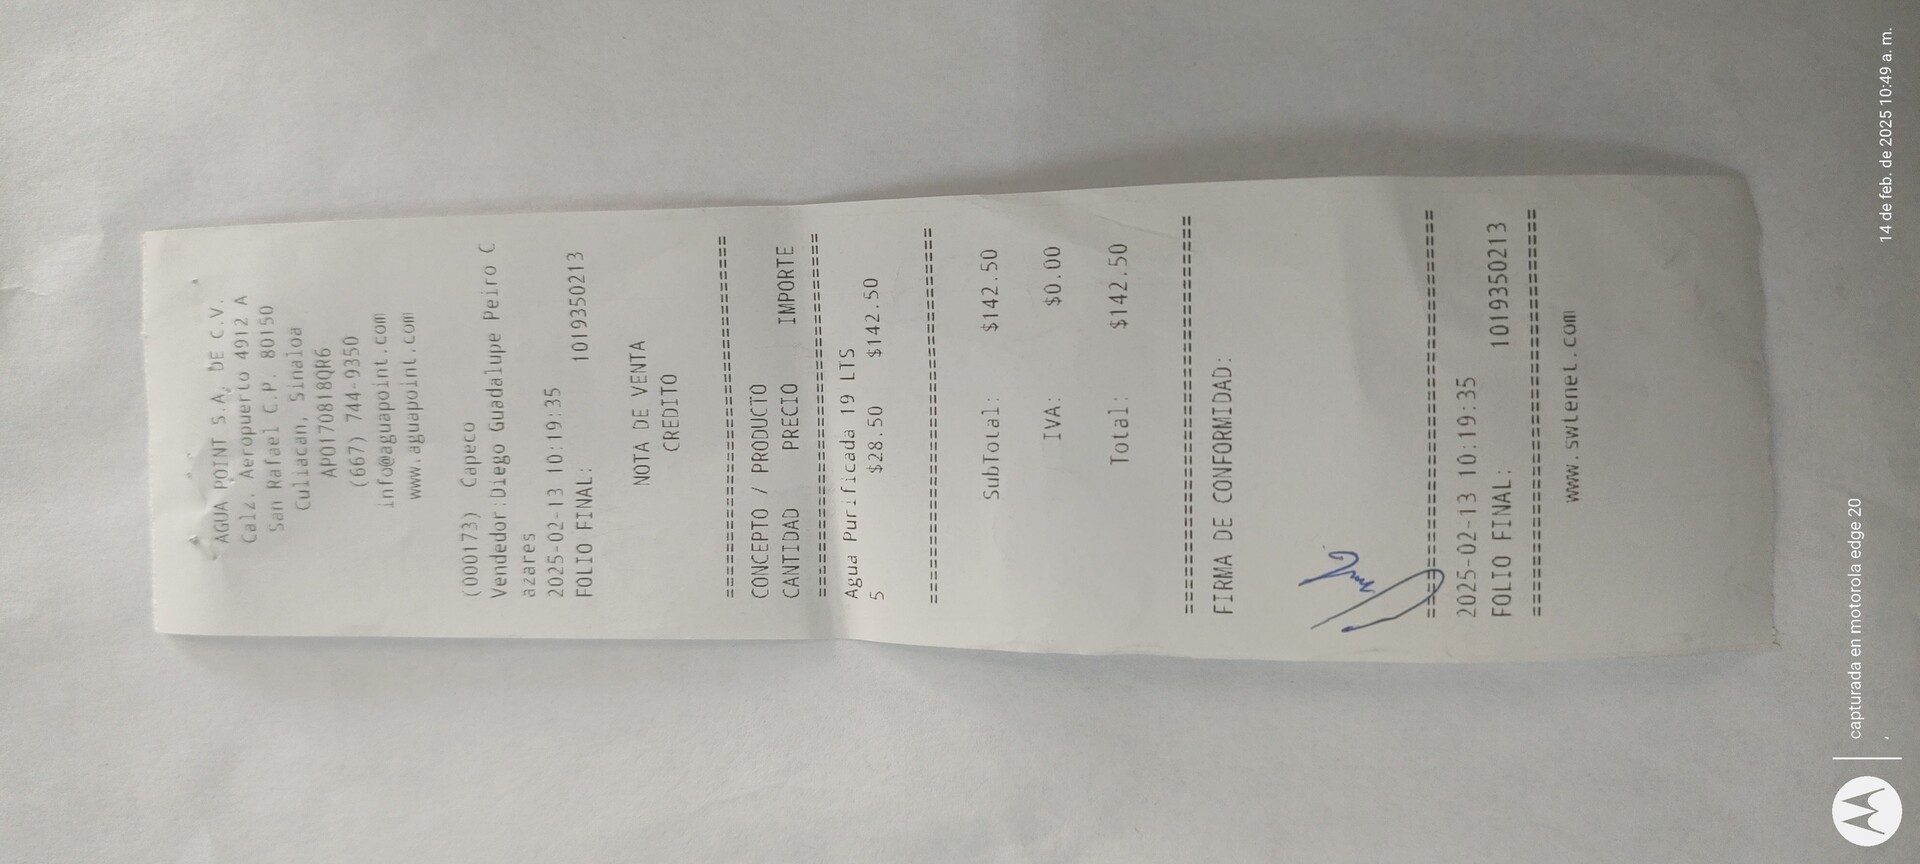 AGUA POINT S.A. DE C.V.
Calz. Aeropuerto 4912 A
San Rafael C.P. 80150
Culiacan, Sinaloa
APO170818QR6
(667) 744-9350
info@aguapoint.com
www.aguapoint.com
(000173) Capeco
Vendedor:Diego Guadalupe Peiro C
azares
2025-02-13 10:19:35
FOLIO FINAL: 1019350213
NOTA DE VENTA
CREDITO
================================
CONCEPTO / PRODUCTO
CANTIDAD PRECIO IMPORTE
================================
Agua Purificada 19 LTS
5 $28.50 $142.50
================================
SubTotal: $142.50
IVA: $0.00
Total: $142.50
================================
FIRMA DE CONFORMIDAD:
================================
2025-02-13 10:19:35
FOLIO FINAL: 1019350213
================================
www.swtenet.com
capturada en motorola edge 20
,
14 de feb. de 2025 10:49 a. m.